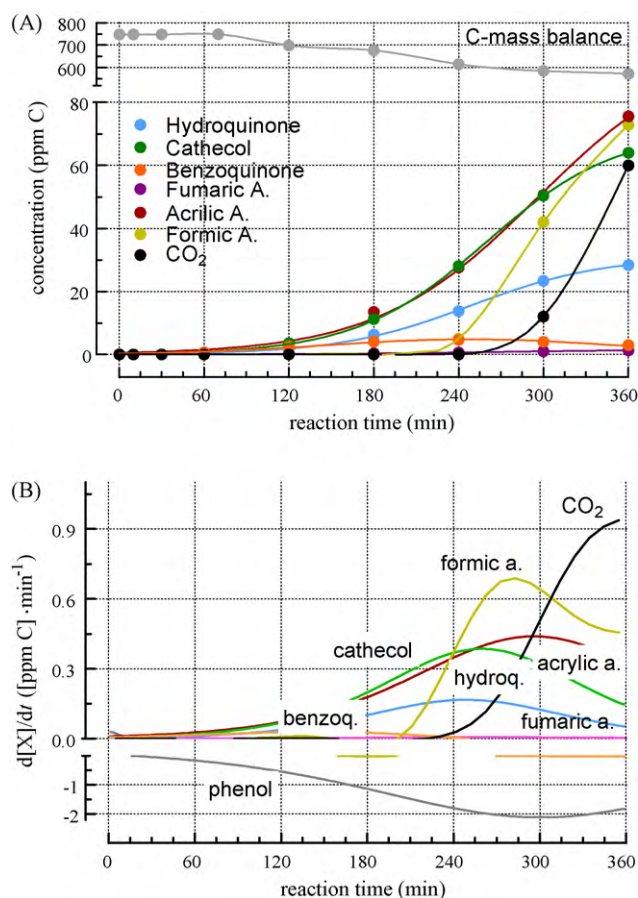 (A)
C-mass balance
800
700
600
80
60
40
20
0
concentration (ppm C)
Hydroquinone
Cathecol
Benzoquinone
Fumaric A.
Acrilic A.
Formic A.
CO2
0 60 120 180 240 300 360
reaction time (min)
(B)
0.9
0.6
0.3
0.0
-1
-2
d[X]/dt ([ppm C] ·min-1)
CO2
formic a.
cathecol
acrylic a.
hydroq.
benzoq.
fumaric a.
phenol
0 60 120 180 240 300 360
reaction time (min)